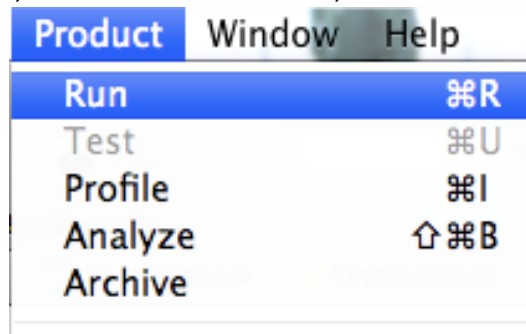 Product Window Help
Run ⌘R
Test ⌘U
Profile ⌘I
Analyze ⇧⌘B
Archive